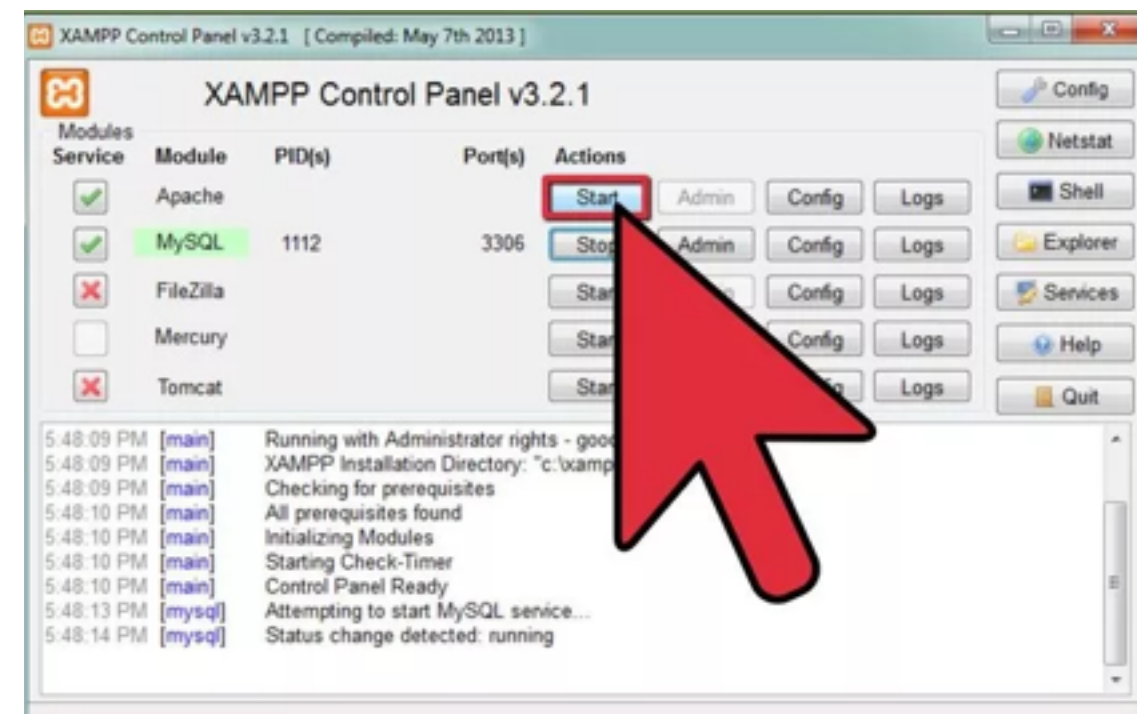 XAMPP Control Panel v3.2.1 [ Compiled: May 7th 2013 ]
XAMPP Control Panel v3.2.1
Modules
Service Module PID(s) Port(s) Actions
Apache Start Admin Config Logs
MySQL 1112 3306 Stop Admin Config Logs
FileZilla Config Logs
Mercury Config Logs
Tomcat Logs
Config
Netstat
Shell
Explorer
Services
Help
Quit
5:48:09 PM [main] Running with Administrator rights -
5:48:09 PM [main] XAMPP Installation Directory:
5:48:09 PM [main] Checking for prerequisites
5:48:10 PM [main] All prerequisites found
5:48:10 PM [main] Initializing Modules
5:48:10 PM [main] Starting Check-Timer
5:48:10 PM [main] Control Panel Ready
5:48:13 PM [mysql] Attempting to start MySQL service...
5:48:14 PM [mysql] Status change detected: running